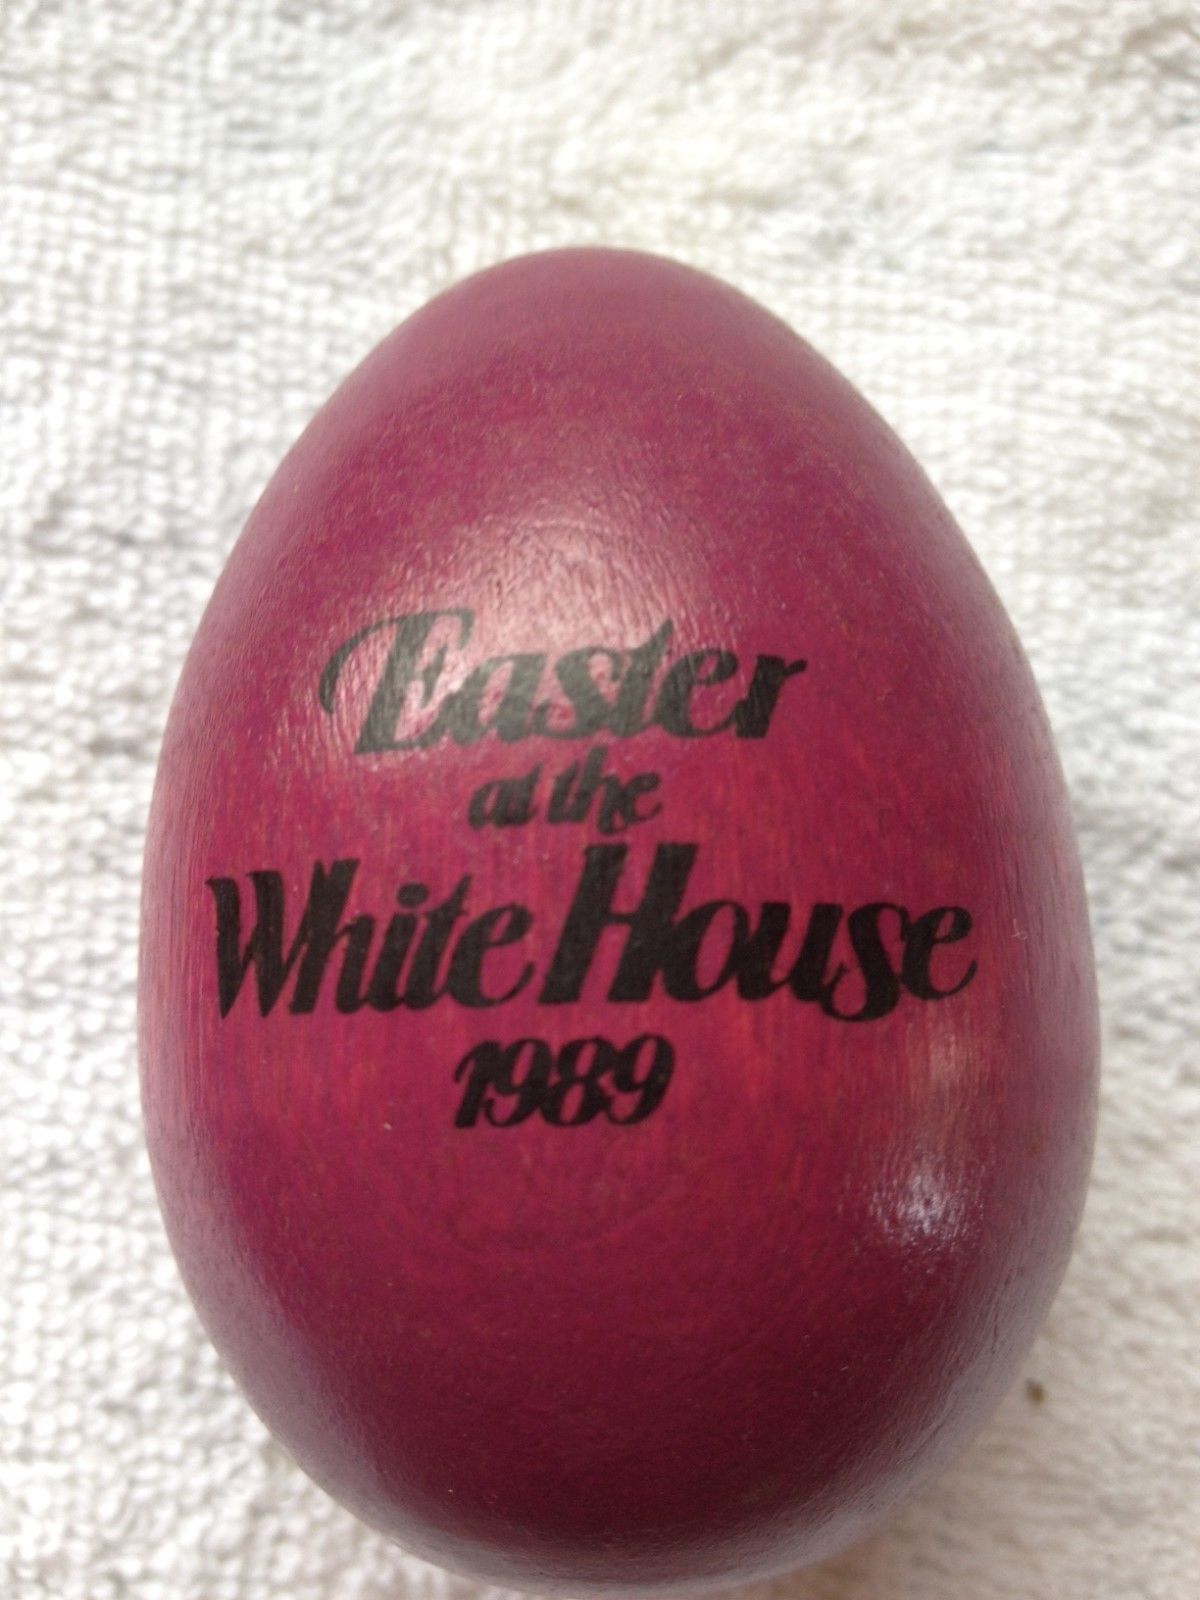 Easter
at the
White House
1989